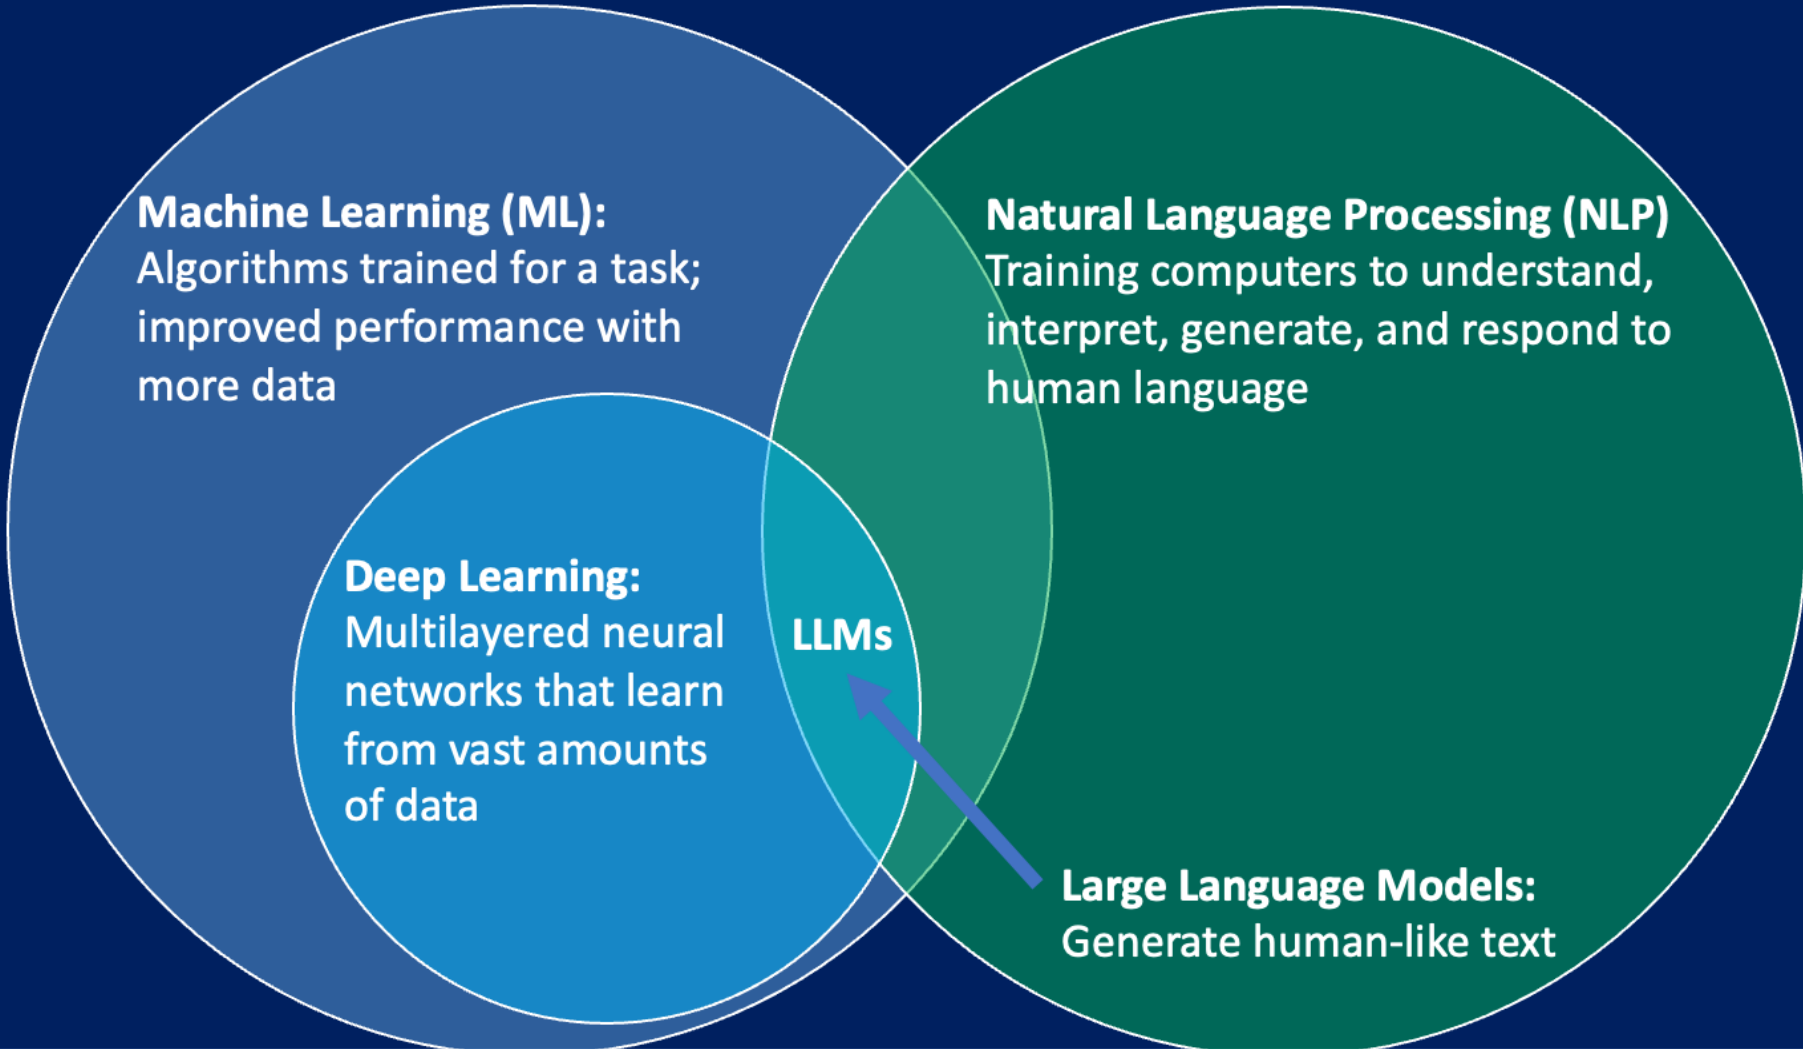 Machine Learning (ML):
Algorithms trained for a task;
improved performance with
more data
Natural Language Processing (NLP)
Training computers to understand,
interpret, generate, and respond to
human language
Deep Learning:
Multilayered neural
networks that learn
from vast amounts
of data
LLMs
Large Language Models:
Generate human-like text